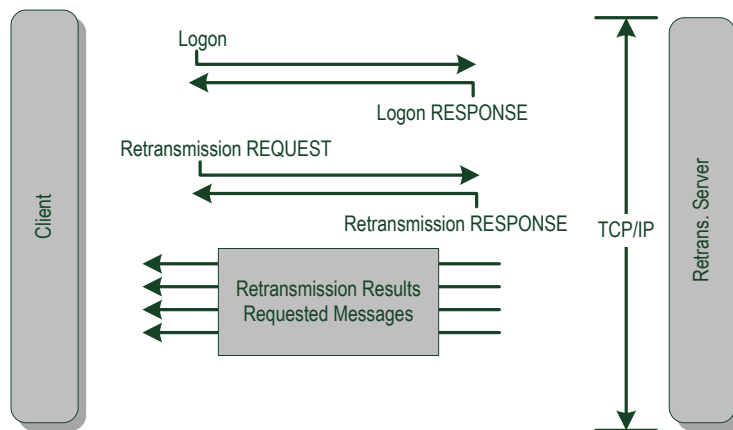 Logon
Logon RESPONSE
Retransmission REQUEST
Retransmission RESPONSE
Client
TCP/IP
Retrans. Server
Retransmission Results
Requested Messages